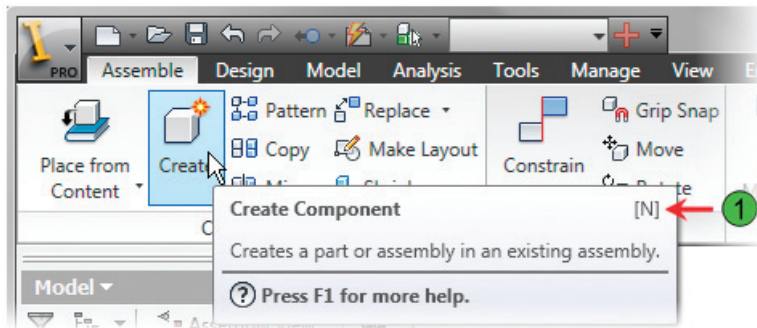 PRO Assemble Design Model Analysis Tools Manage View
Pattern Replace Grip Snap
Copy Make Layout Move
Place from Content Create Constrain
Create Component [N] 1
Creates a part or assembly in an existing assembly.
Press F1 for more help.
Model